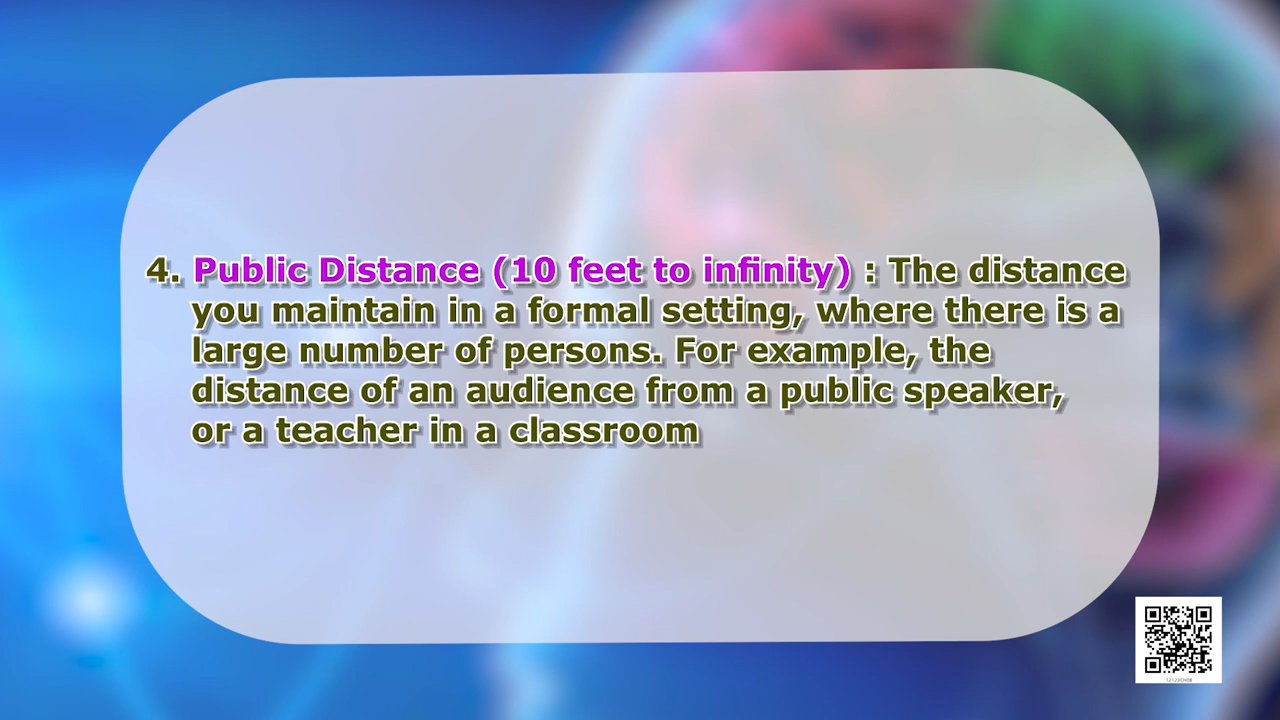 4. Public Distance (10 feet to infinity) : The distance
you maintain in a formal setting, where there is a
large number of persons. For example, the
distance of an audience from a public speaker,
or a teacher in a classroom
12123CH08